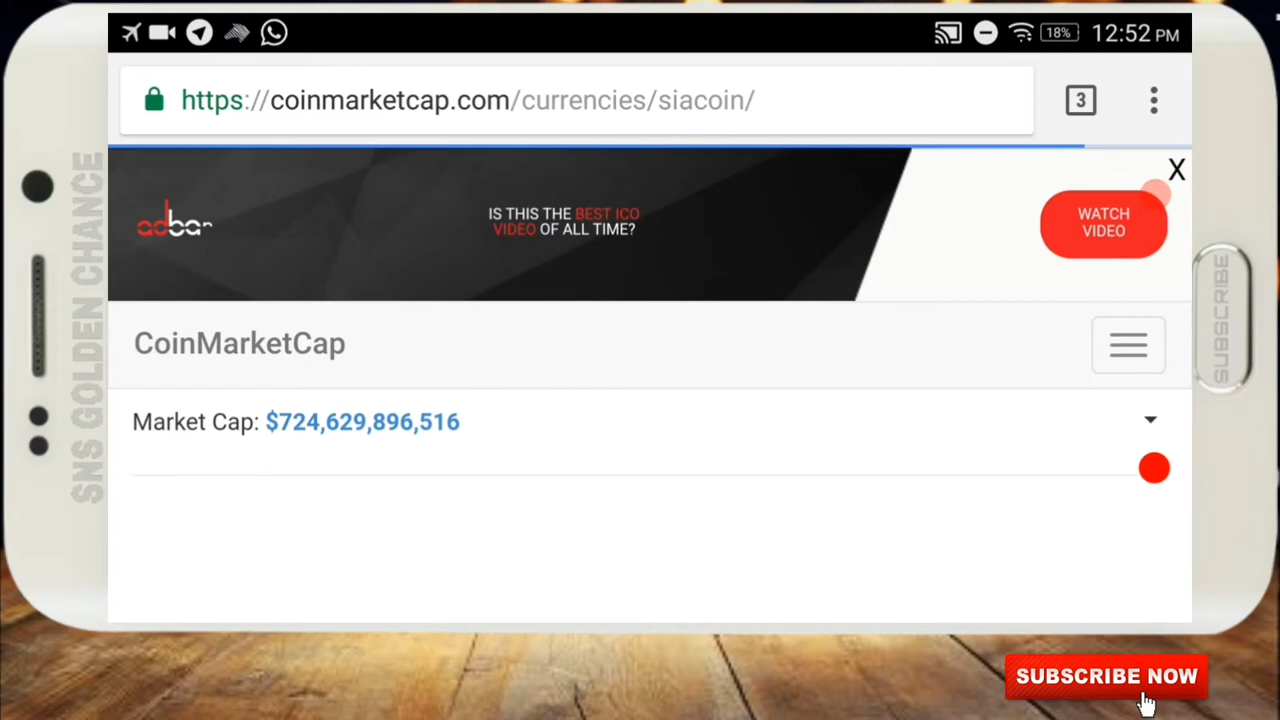 18% 12:52 PM
https://coinmarketcap.com/currencies/siacoin/
3
X
adbar
IS THIS THE BEST ICO
VIDEO OF ALL TIME?
WATCH
VIDEO
CoinMarketCap
Market Cap: $724,629,896,516
SNS GOLDEN CHANCE
SUBSCRIBE
SUBSCRIBE NOW